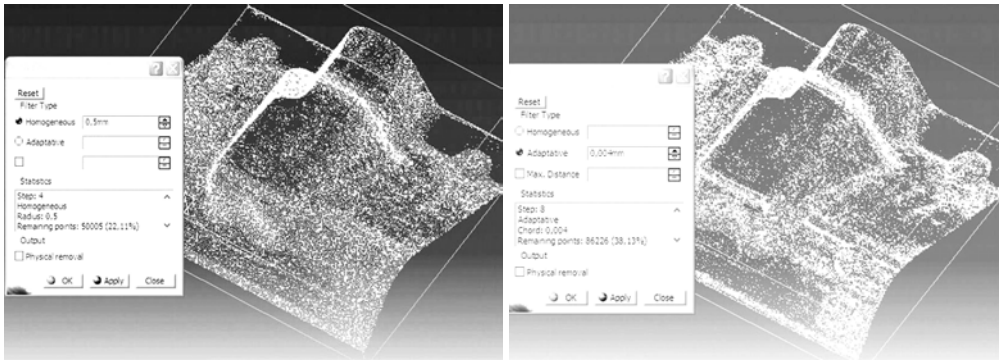 Reset
Filter Type
Homogeneous 0.5mm
Adaptative
Statistics
Step: 4
Homogeneous
Radius: 0.5
Remaining points: 50005 (22.11%)
Output
Physical removal
OK Apply Close
Reset
Filter Type
Homogeneous
Adaptative 0.004mm
Max. Distance
Statistics
Step: 8
Adaptative
Chord: 0.004
Remaining points: 86226 (38.13%)
Output
Physical removal
OK Apply Close